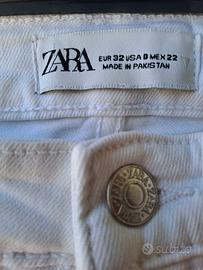 ZARA
EUR 32 USA 0 MEX 22
MADE IN PAKISTAN
ZARA
subito